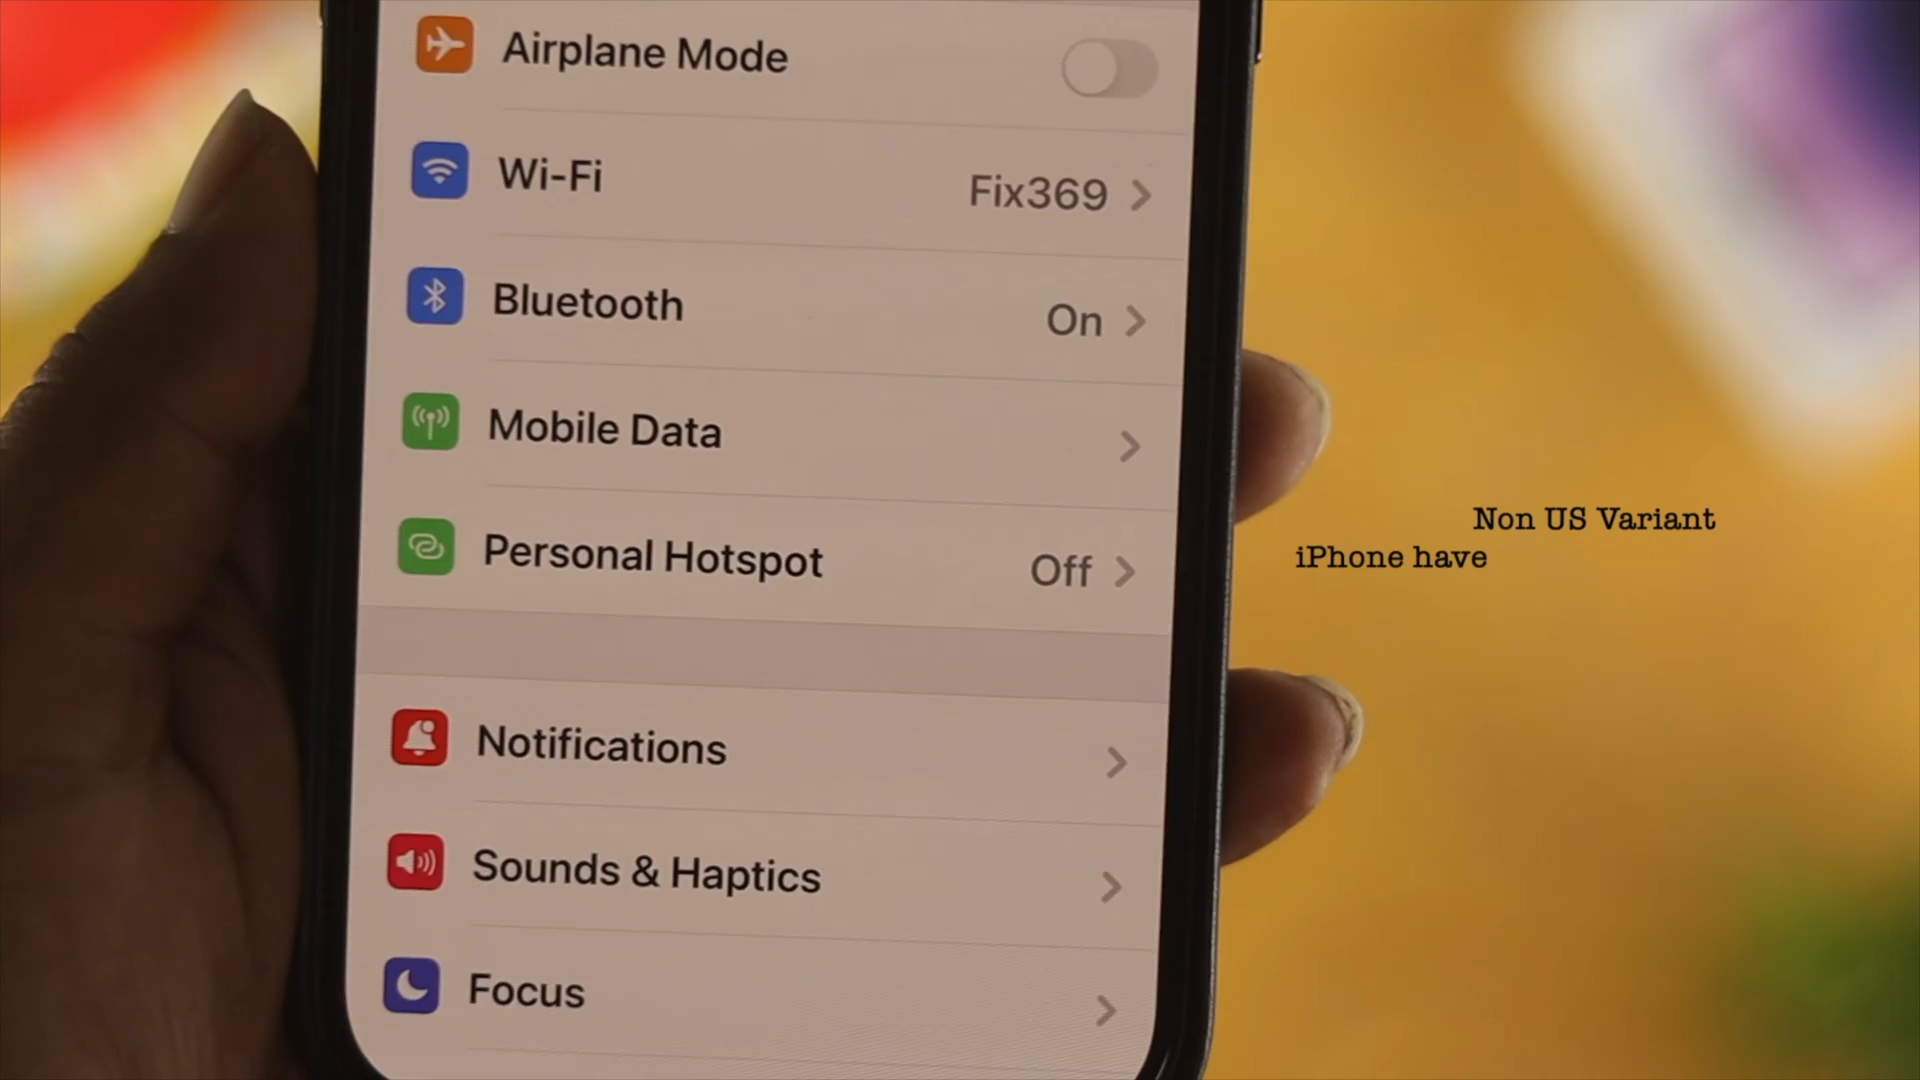 Airplane Mode
Wi-Fi Fix369
Bluetooth On
Mobile Data
Personal Hotspot Off
Notifications
Sounds & Haptics
Focus
Non US Variant
iPhone have